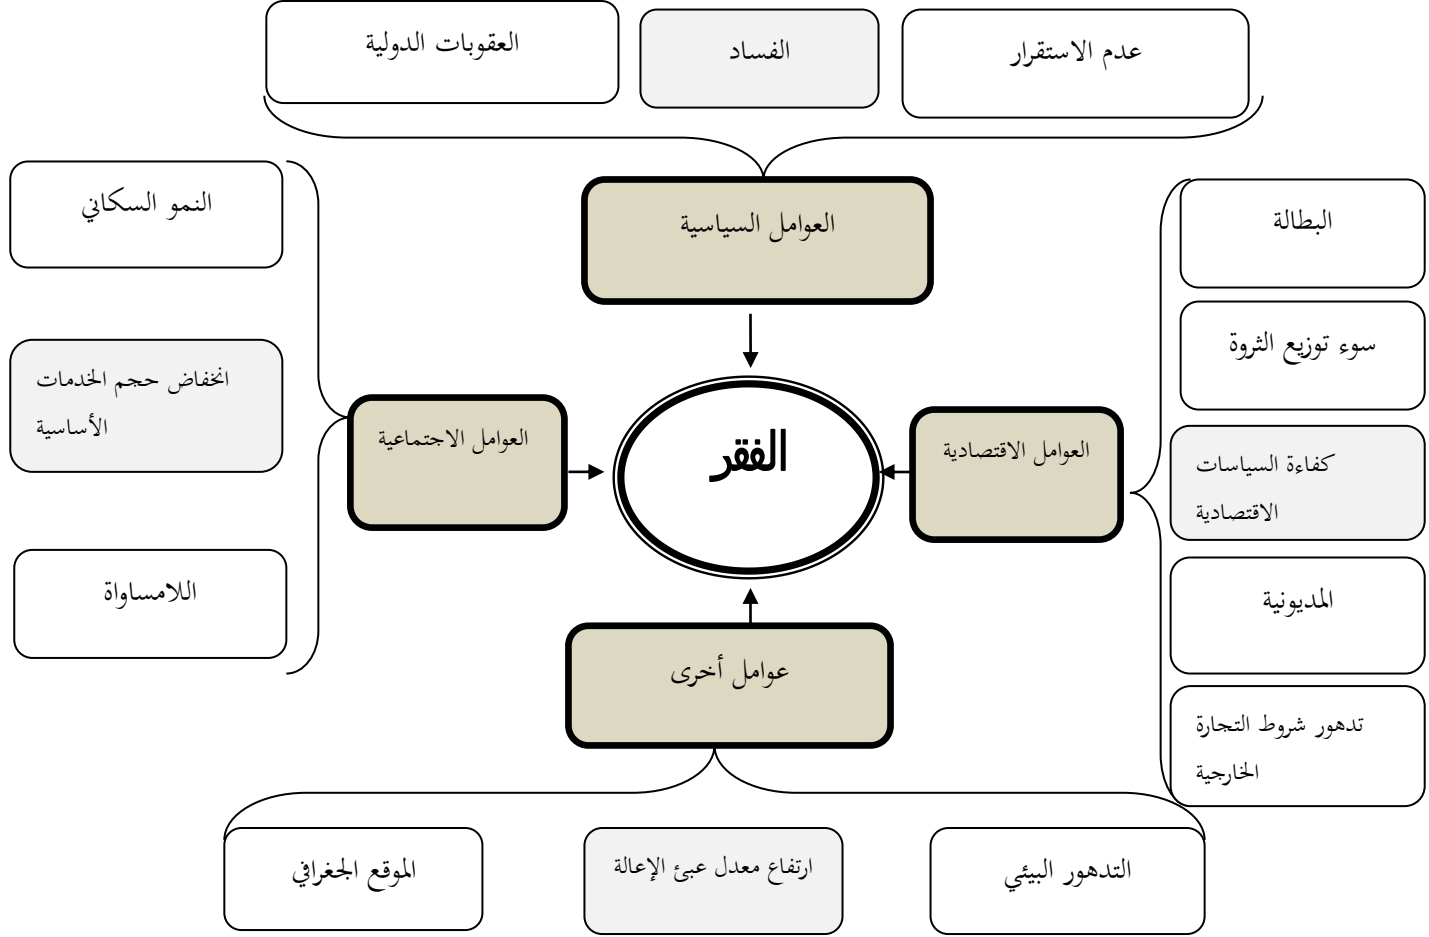 عدم الاستقرار
الفساد
العقوبات الدولية
العوامل السياسية
البطالة
سوء توزيع الثروة
كفاءة السياسات
الاقتصادية
المديونية
تدهور شروط التجارة
الخارجية
العوامل الاقتصادية
الفقر
العوامل الاجتماعية
النمو السكاني
انخفاض حجم الخدمات
الأساسية
اللامساواة
عوامل أخرى
التدهور البيئي
ارتفاع معدل عبئ الإعالة
الموقع الجغرافي